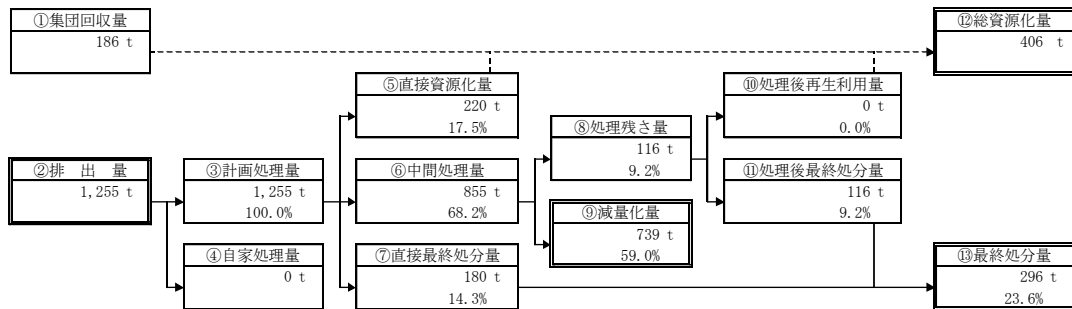 ①集団回収量
186 t
⑫総資源化量
406 t
⑤直接資源化量
220 t
17.5%
⑩処理後再生利用量
0 t
0.0%
⑧処理残さ量
116 t
9.2%
②排 出 量
1,255 t
③計画処理量
1,255 t
100.0%
⑥中間処理量
855 t
68.2%
⑪処理後最終処分量
116 t
9.2%
⑨減量化量
739 t
59.0%
④自家処理量
0 t
⑦直接最終処分量
180 t
14.3%
⑬最終処分量
296 t
23.6%